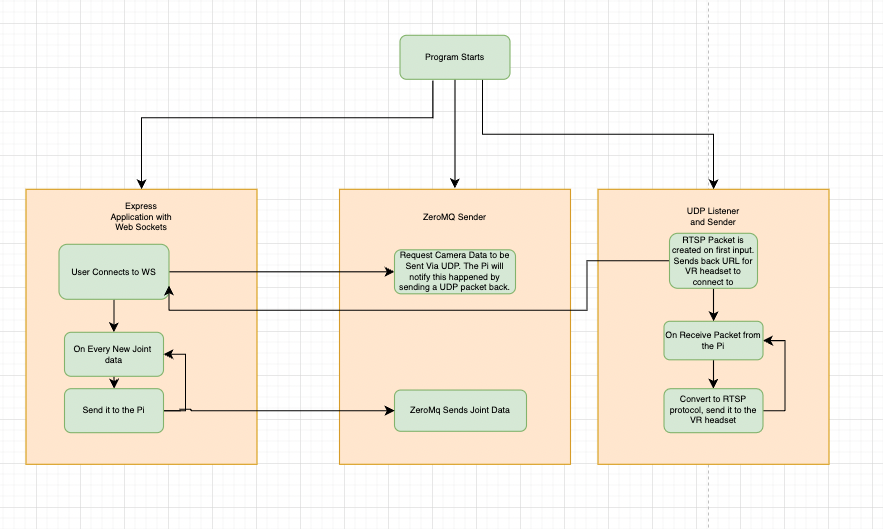 Program Starts
Express
Application with
Web Sockets
User Connects to WS
On Every New Joint
data
Send it to the Pi
ZeroMQ Sender
Request Camera Data to be
Sent Via UDP. The Pi will
notify this happened by
sending a UDP packet back.
ZeroMq Sends Joint Data
UDP Listener
and Sender
RTSP Packet is
created on first input.
Sends back URL for
VR headset to
connect to
On Receive Packet from
the Pi
Convert to RTSP
protocol, send it to the
VR headset